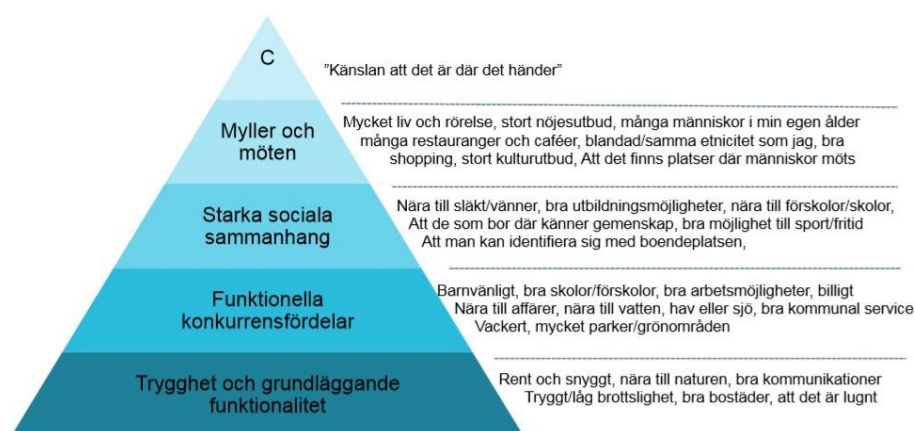 C
”Känslan att det är där det händer”
Myller och
möten
Mycket liv och rörelse, stort nöjesutbud, många människor i min egen ålder
många restauranger och caféer, blandad/samma etnicitet som jag, bra
shopping, stort kulturutbud, Att det finns platser där människor möts
Starka sociala
sammanhang
Nära till släkt/vänner, bra utbildningsmöjligheter, nära till förskolor/skolor,
Att de som bor där känner gemenskap, bra möjlighet till sport/fritid
Att man kan identifiera sig med boendeplatsen,
Funktionella
konkurrensfördelar
Barnvänligt, bra skolor/förskolor, bra arbetsmöjligheter, billigt
Nära till affärer, nära till vatten, hav eller sjö, bra kommunal service
Vackert, mycket parker/grönområden
Trygghet och grundläggande
funktionalitet
Rent och snyggt, nära till naturen, bra kommunikationer
Tryggt/låg brottslighet, bra bostäder, att det är lugnt